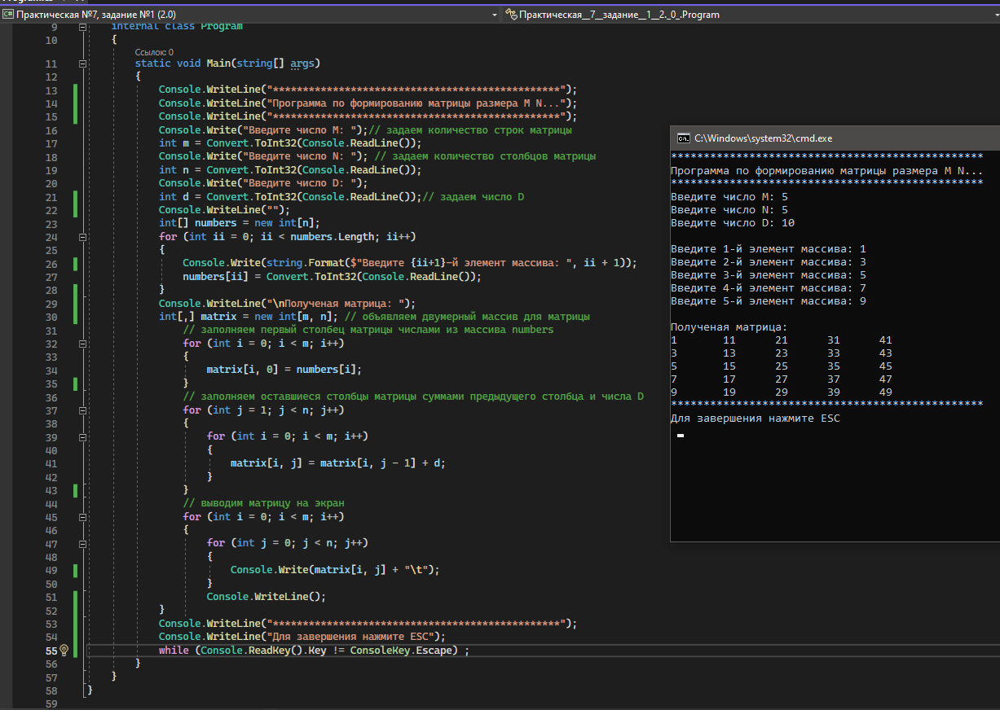 Практическая №7, задание №1 (2.0)
Практическая__7__задание__1__2._0_.Program
9 internal class Program
10 {
Ссылок: 0
11 static void Main(string[] args)
12 {
13 Console.WriteLine("************************************************");
14 Console.WriteLine("Программа по формированию матрицы размера M N...");
15 Console.WriteLine("************************************************");
16 Console.Write("Введите число M: ");// задаем количество строк матрицы
17 int m = Convert.ToInt32(Console.ReadLine());
18 Console.Write("Введите число N: "); // задаем количество столбцов матрицы
19 int n = Convert.ToInt32(Console.ReadLine());
20 Console.Write("Введите число D: ");
21 int d = Convert.ToInt32(Console.ReadLine());// задаем число D
22 Console.WriteLine("");
23 int[] numbers = new int[n];
24 for (int ii = 0; ii < numbers.Length; ii++)
25 {
26 Console.Write(string.Format($"Введите {ii+1}-й элемент массива: ", ii + 1));
27 numbers[ii] = Convert.ToInt32(Console.ReadLine());
28 }
29 Console.WriteLine("\nПолученая матрица: ");
30 int[,] matrix = new int[m, n]; // объявляем двумерный массив для матрицы
31 // заполняем первый столбец матрицы числами из массива numbers
32 for (int i = 0; i < m; i++)
33 {
34 matrix[i, 0] = numbers[i];
35 }
36 // заполняем оставшиеся столбцы матрицы суммами предыдущего столбца и числа D
37 for (int j = 1; j < n; j++)
38 {
39 for (int i = 0; i < m; i++)
40 {
41 matrix[i, j] = matrix[i, j - 1] + d;
42 }
43 }
44 // выводим матрицу на экран
45 for (int i = 0; i < m; i++)
46 {
47 for (int j = 0; j < n; j++)
48 {
49 Console.Write(matrix[i, j] + "\t");
50 }
51 Console.WriteLine();
52 }
53 Console.WriteLine("************************************************");
54 Console.WriteLine("Для завершения нажмите ESC");
55 while (Console.ReadKey().Key != ConsoleKey.Escape) ;
56 }
57 }
58 }
59
C:\Windows\system32\cmd.exe
************************************************
Программа по формированию матрицы размера M N...
************************************************
Введите число M: 5
Введите число N: 5
Введите число D: 10
Введите 1-й элемент массива: 1
Введите 2-й элемент массива: 3
Введите 3-й элемент массива: 5
Введите 4-й элемент массива: 7
Введите 5-й элемент массива: 9
Полученая матрица:
1 11 21 31 41
3 13 23 33 43
5 15 25 35 45
7 17 27 37 47
9 19 29 39 49
************************************************
Для завершения нажмите ESC